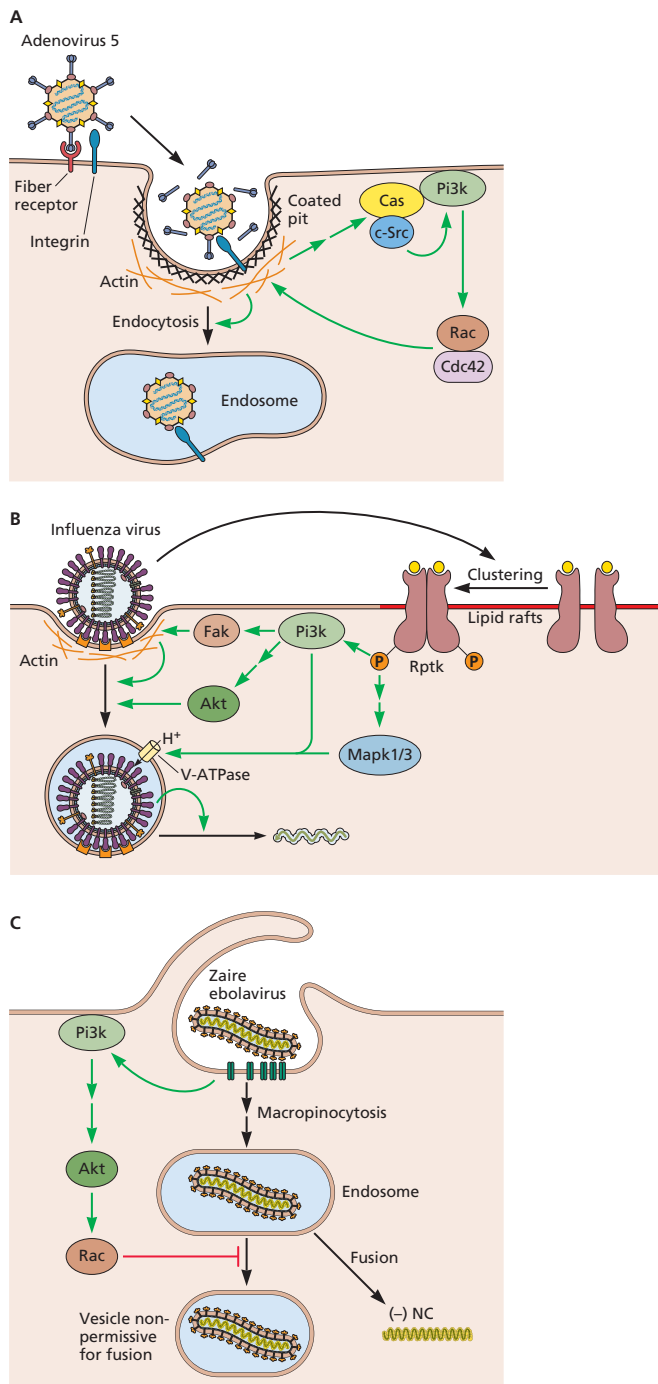 A
Adenovirus 5
Fiber
receptor
Integrin
Coated
pit
Cas
Pi3k
c-Src
Actin
Endocytosis
Rac
Cdc42
Endosome
B
Influenza virus
Clustering
Lipid rafts
Fak
Pi3k
Actin
P
Rptk
P
Akt
H+
V-ATPase
Mapk1/3
C
Zaire
ebolavirus
Pi3k
Macropinocytosis
Akt
Endosome
Rac
Fusion
(–) NC
Vesicle non-
permissive
for fusion